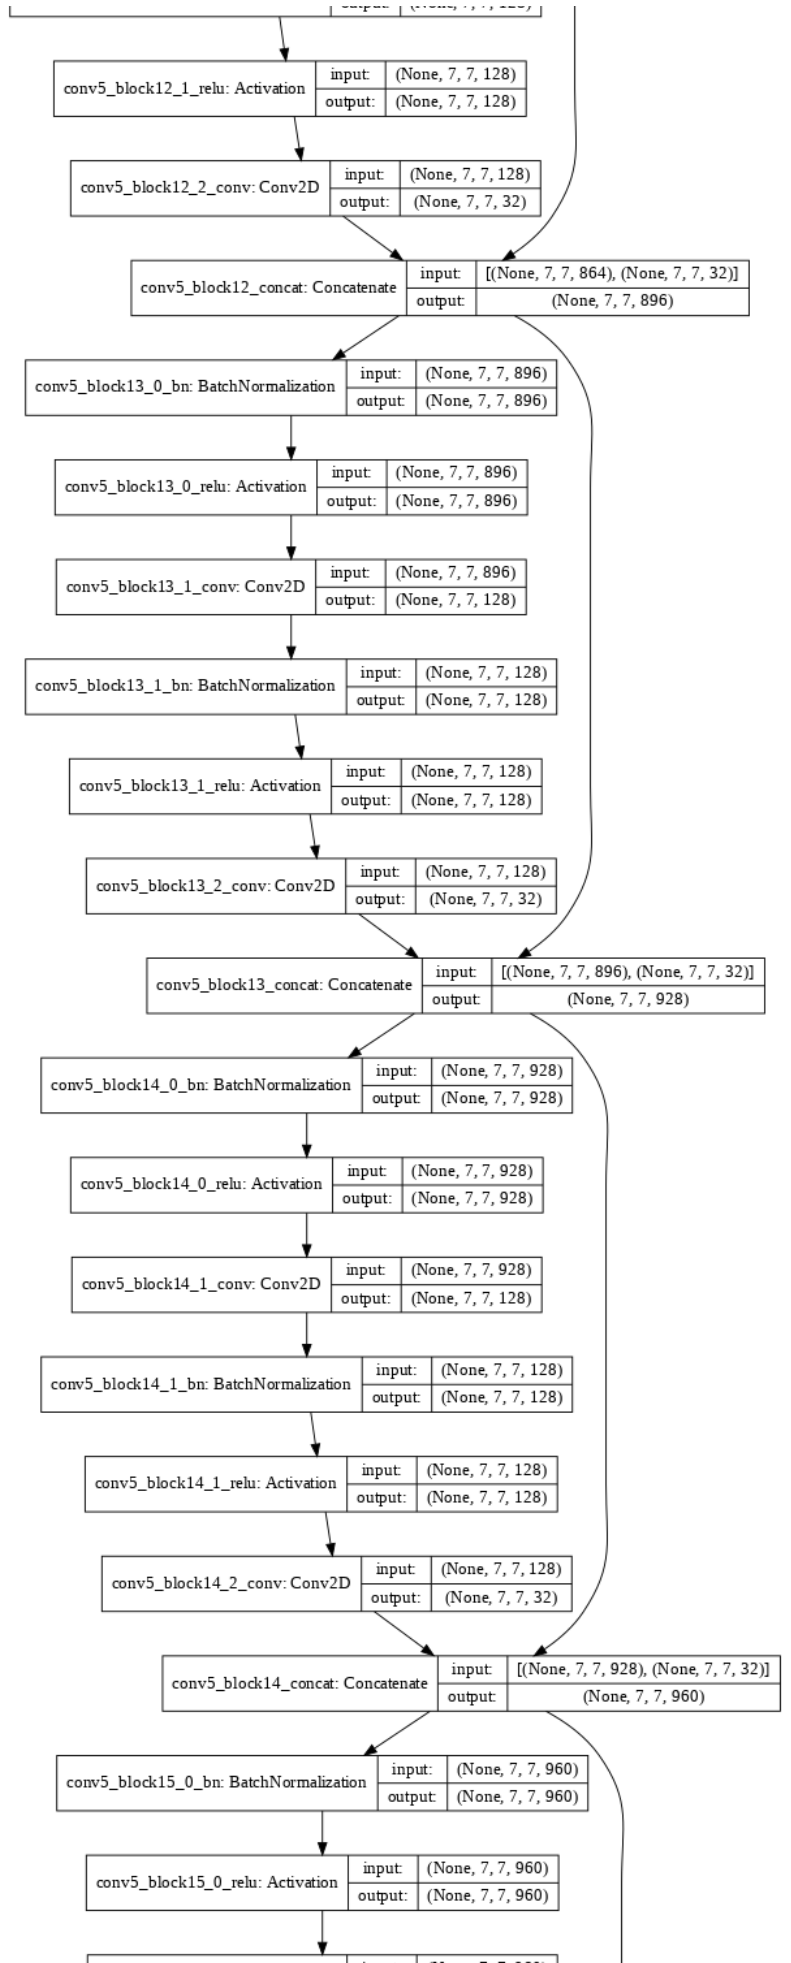 output: (None, 7, 7, 128)
conv5_block12_1_relu: Activation input: (None, 7, 7, 128)
output: (None, 7, 7, 128)
conv5_block12_2_conv: Conv2D input: (None, 7, 7, 128)
output: (None, 7, 7, 32)
conv5_block12_concat: Concatenate input: [(None, 7, 7, 864), (None, 7, 7, 32)]
output: (None, 7, 7, 896)
conv5_block13_0_bn: BatchNormalization input: (None, 7, 7, 896)
output: (None, 7, 7, 896)
conv5_block13_0_relu: Activation input: (None, 7, 7, 896)
output: (None, 7, 7, 896)
conv5_block13_1_conv: Conv2D input: (None, 7, 7, 896)
output: (None, 7, 7, 128)
conv5_block13_1_bn: BatchNormalization input: (None, 7, 7, 128)
output: (None, 7, 7, 128)
conv5_block13_1_relu: Activation input: (None, 7, 7, 128)
output: (None, 7, 7, 128)
conv5_block13_2_conv: Conv2D input: (None, 7, 7, 128)
output: (None, 7, 7, 32)
conv5_block13_concat: Concatenate input: [(None, 7, 7, 896), (None, 7, 7, 32)]
output: (None, 7, 7, 928)
conv5_block14_0_bn: BatchNormalization input: (None, 7, 7, 928)
output: (None, 7, 7, 928)
conv5_block14_0_relu: Activation input: (None, 7, 7, 928)
output: (None, 7, 7, 928)
conv5_block14_1_conv: Conv2D input: (None, 7, 7, 928)
output: (None, 7, 7, 128)
conv5_block14_1_bn: BatchNormalization input: (None, 7, 7, 128)
output: (None, 7, 7, 128)
conv5_block14_1_relu: Activation input: (None, 7, 7, 128)
output: (None, 7, 7, 128)
conv5_block14_2_conv: Conv2D input: (None, 7, 7, 128)
output: (None, 7, 7, 32)
conv5_block14_concat: Concatenate input: [(None, 7, 7, 928), (None, 7, 7, 32)]
output: (None, 7, 7, 960)
conv5_block15_0_bn: BatchNormalization input: (None, 7, 7, 960)
output: (None, 7, 7, 960)
conv5_block15_0_relu: Activation input: (None, 7, 7, 960)
output: (None, 7, 7, 960)